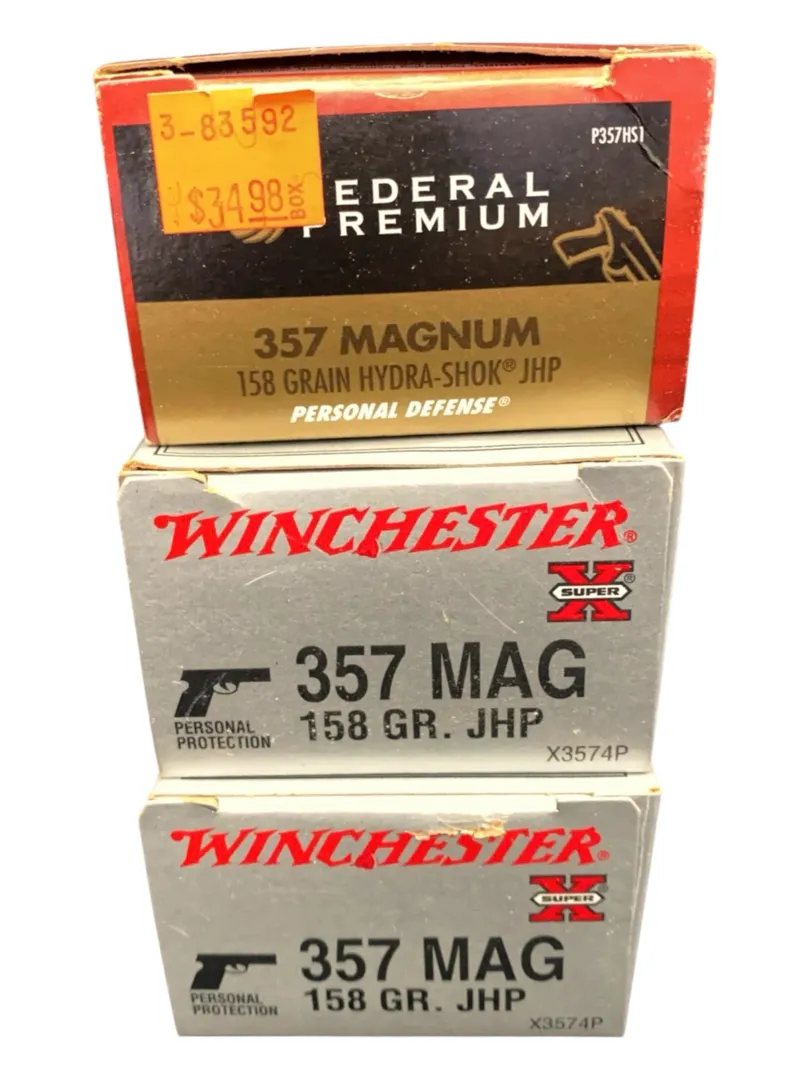 3-83592
$34.98 BOX
P357HS1
FEDERAL
PREMIUM
357 MAGNUM
158 GRAIN HYDRA-SHOK® JHP
PERSONAL DEFENSE®
WINCHESTER®
SUPER X®
357 MAG
158 GR. JHP
PERSONAL
PROTECTION
X3574P
WINCHESTER®
SUPER X®
357 MAG
158 GR. JHP
PERSONAL
PROTECTION
X3574P